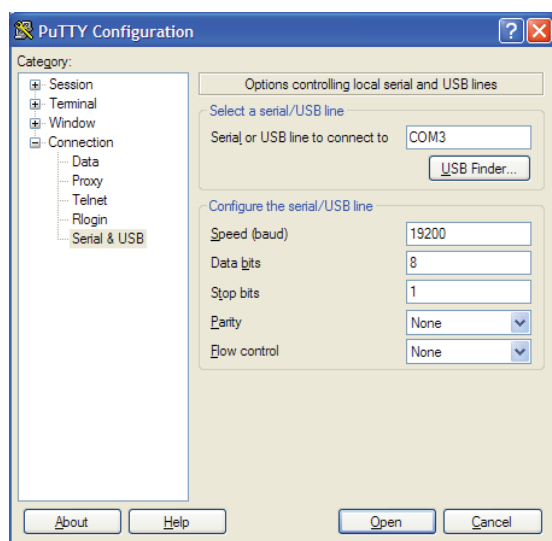 PuTTY Configuration
Category:
Session
Terminal
Window
Connection
Data
Proxy
Telnet
Rlogin
Serial & USB
Options controlling local serial and USB lines
Select a serial/USB line
Serial or USB line to connect to COM3
USB Finder...
Configure the serial/USB line
Speed (baud) 19200
Data bits 8
Stop bits 1
Parity None
Flow control None
About Help Open Cancel